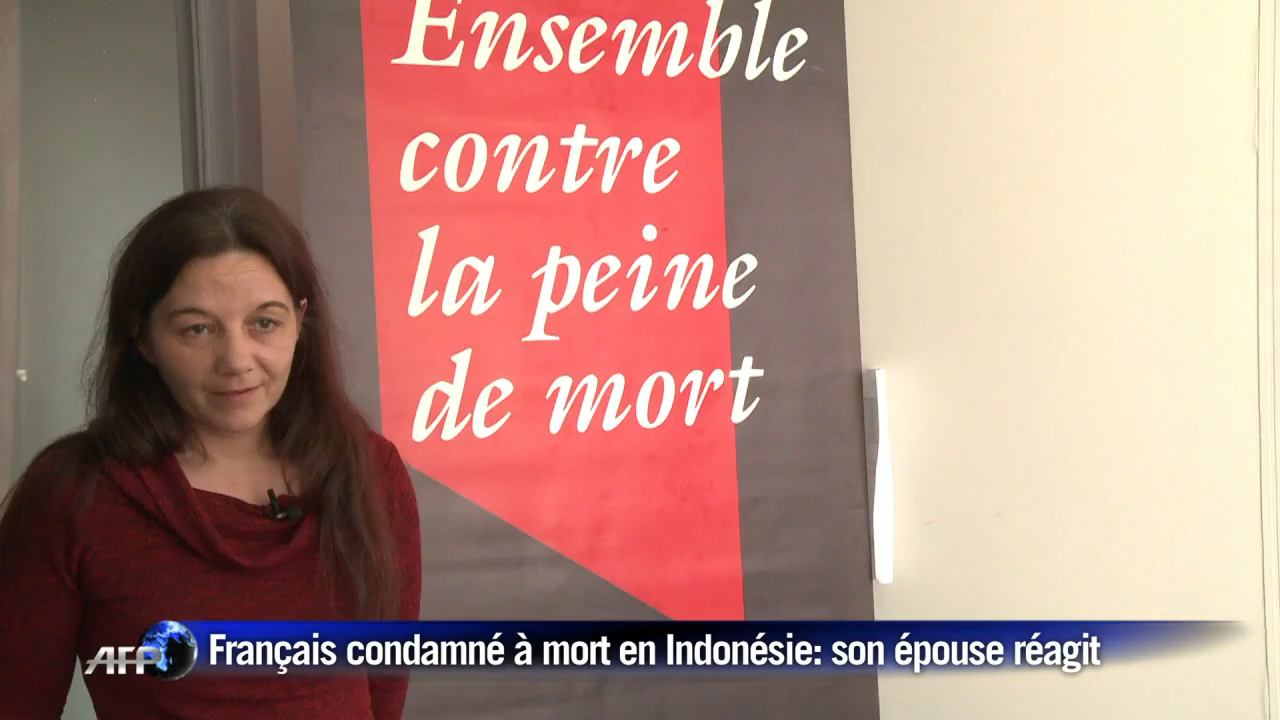 Ensemble
contre
la peine
de mort
AFP
Français condamné à mort en Indonésie: son épouse réagit